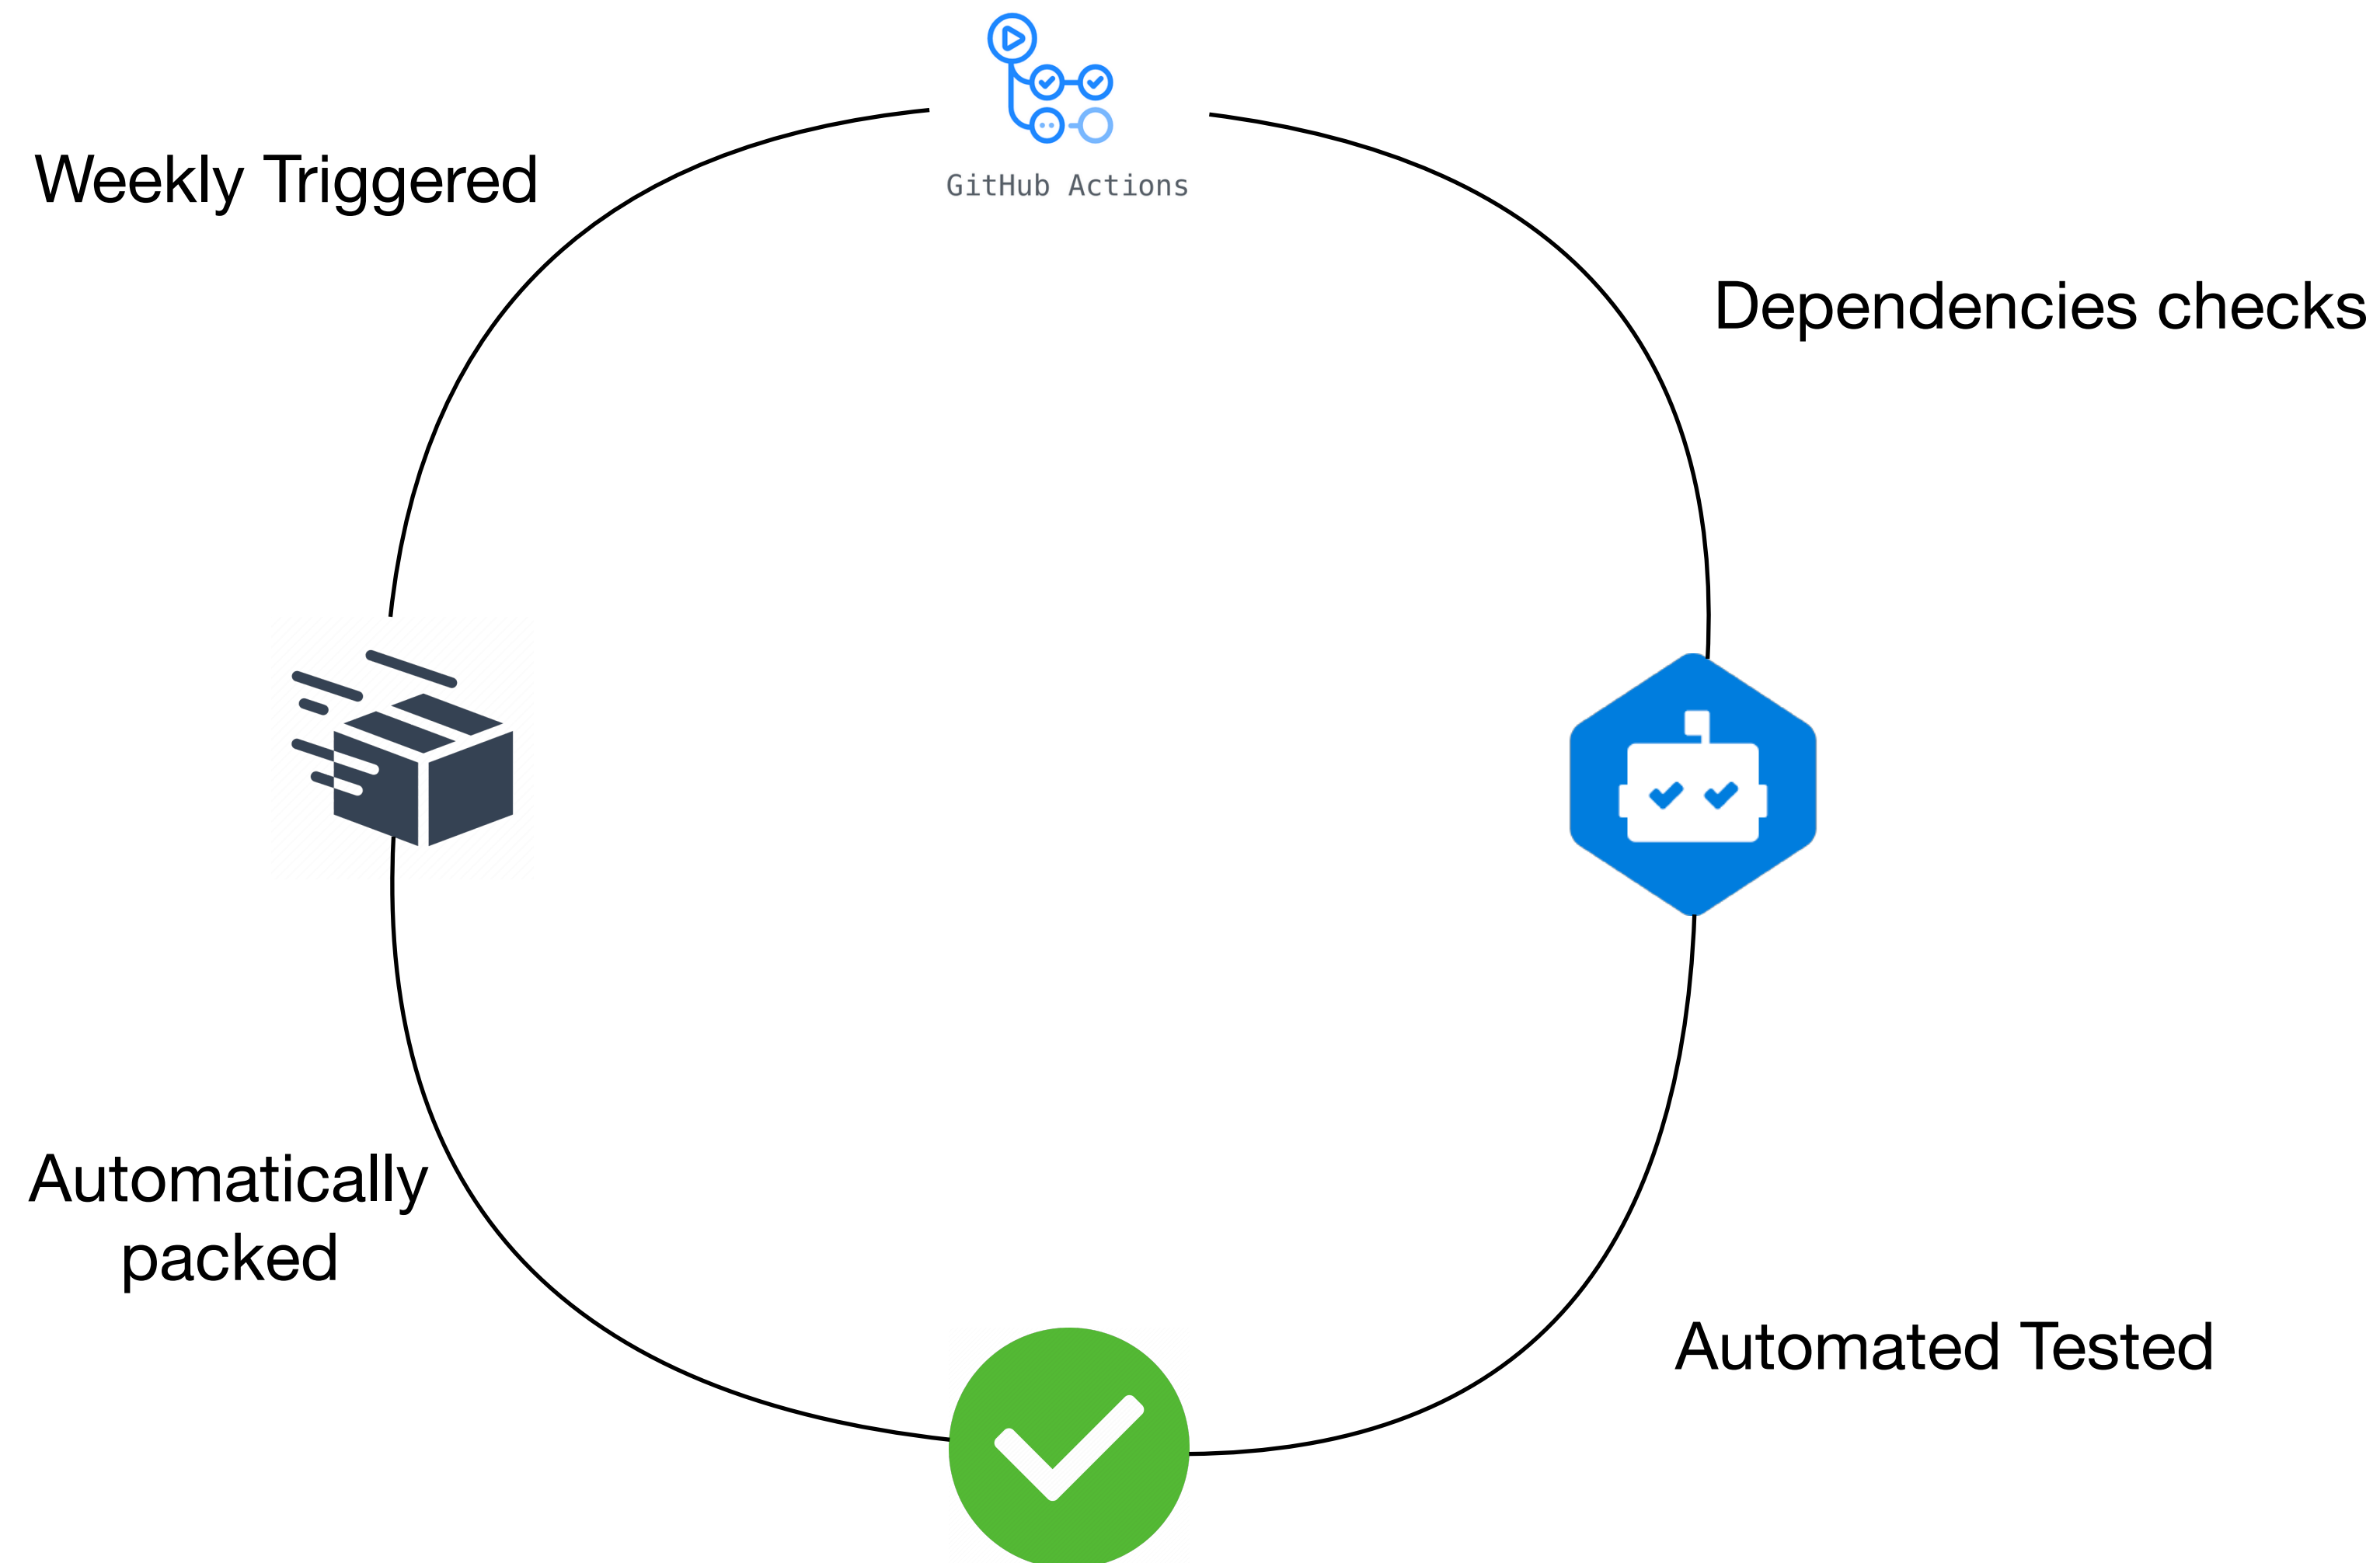 GitHub Actions
Weekly Triggered
Dependencies checks
Automatically
packed
Automated Tested